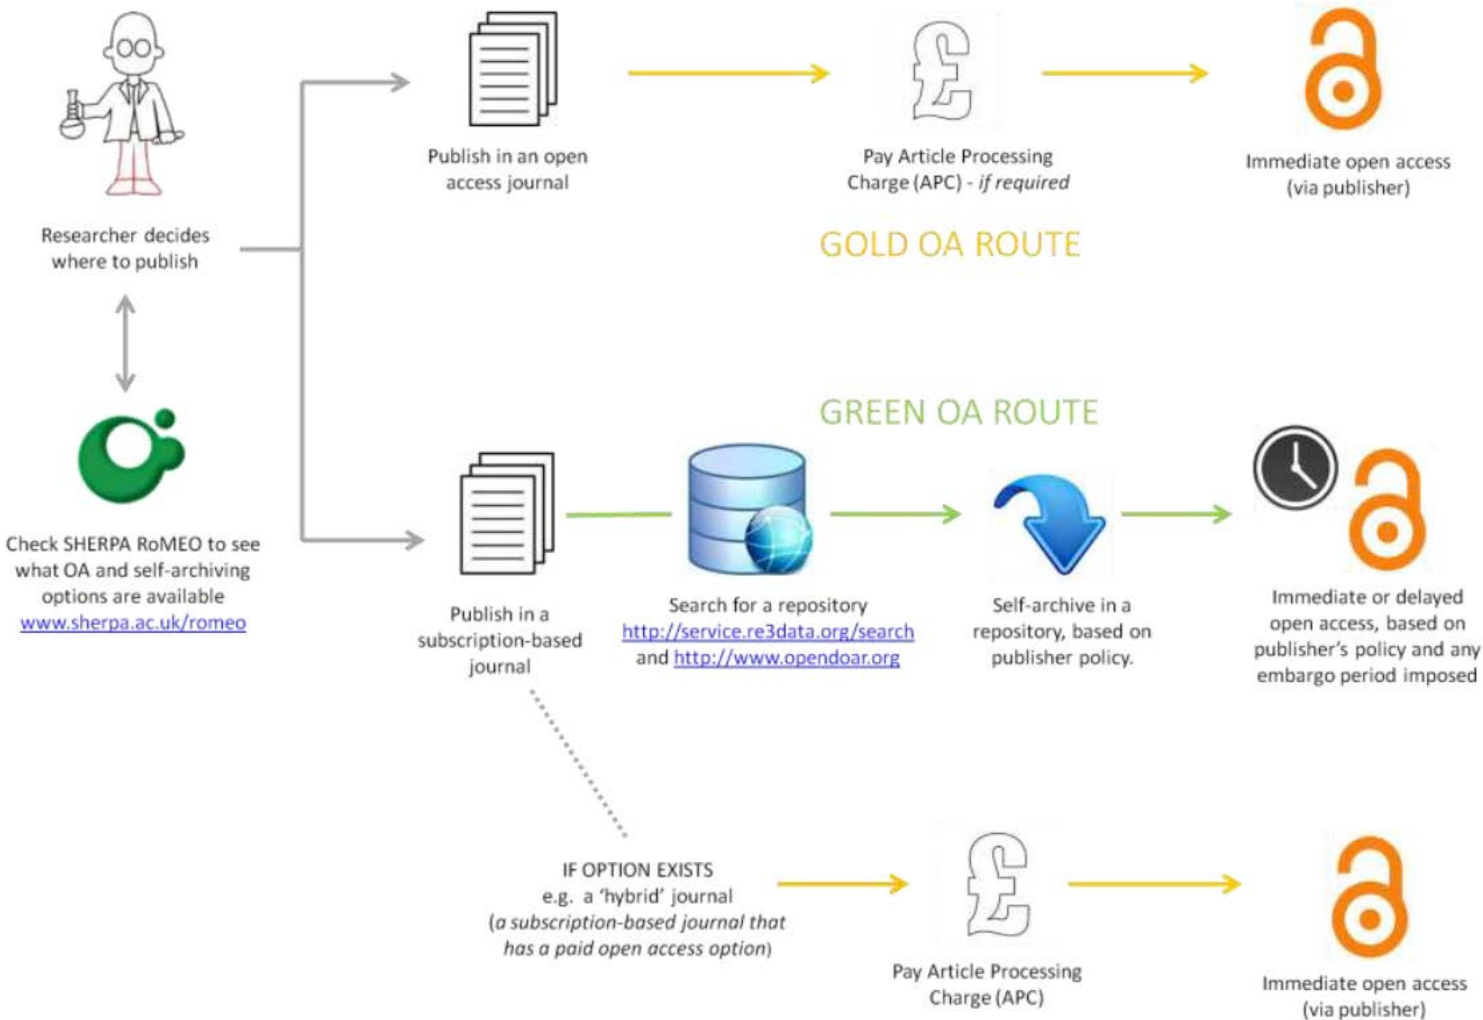 Researcher decides
where to publish
Check SHERPA RoMEO to see
what OA and self-archiving
options are available
www.sherpa.ac.uk/romeo
Publish in an open
access journal
Pay Article Processing
Charge (APC) - if required
Immediate open access
(via publisher)
GOLD OA ROUTE
GREEN OA ROUTE
Publish in a
subscription-based
journal
Search for a repository
http://service.re3data.org/search
and http://www.opendoar.org
Self-archive in a
repository, based on
publisher policy.
Immediate or delayed
open access, based on
publisher's policy and any
embargo period imposed
IF OPTION EXISTS
e.g. a 'hybrid' journal
(a subscription-based journal that
has a paid open access option)
Pay Article Processing
Charge (APC)
Immediate open access
(via publisher)